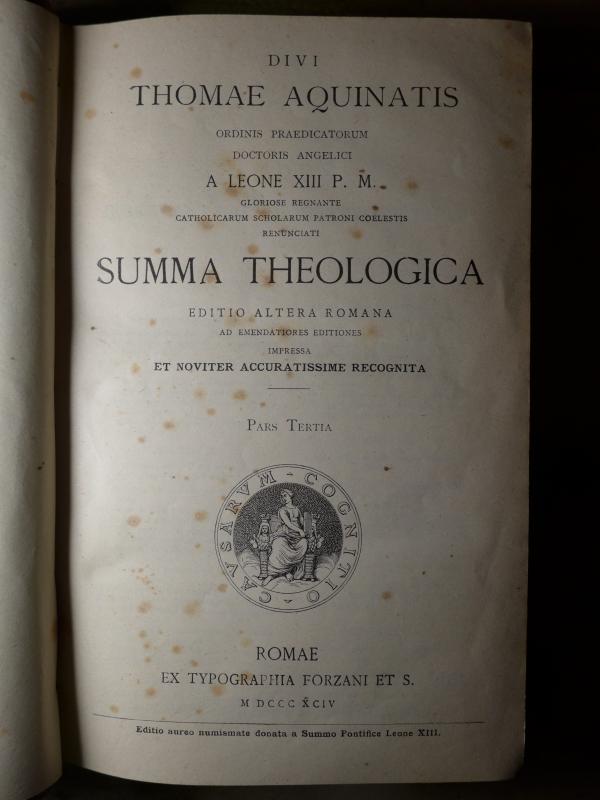 DIVI
THOMAE AQUINATIS
ORDINIS PRAEDICATORUM
DOCTORIS ANGELICI
A LEONE XIII P. M.
GLORIOSE REGNANTE
CATHOLICARUM SCHOLARUM PATRONI COELESTIS
RENUNCIATI
SUMMA THEOLOGICA
EDITIO ALTERA ROMANA
AD EMENDATIORES EDITIONES
IMPRESSA
ET NOVITER ACCURATISSIME RECOGNITA
PARS TERTIA
CAVSARVM - COGNITIO -
ROMAE
EX TYPOGRAPHIA FORZANI ET S.
M DCCC XCIV
Editio aureo numismate donata a Summo Pontifice Leone XIII.